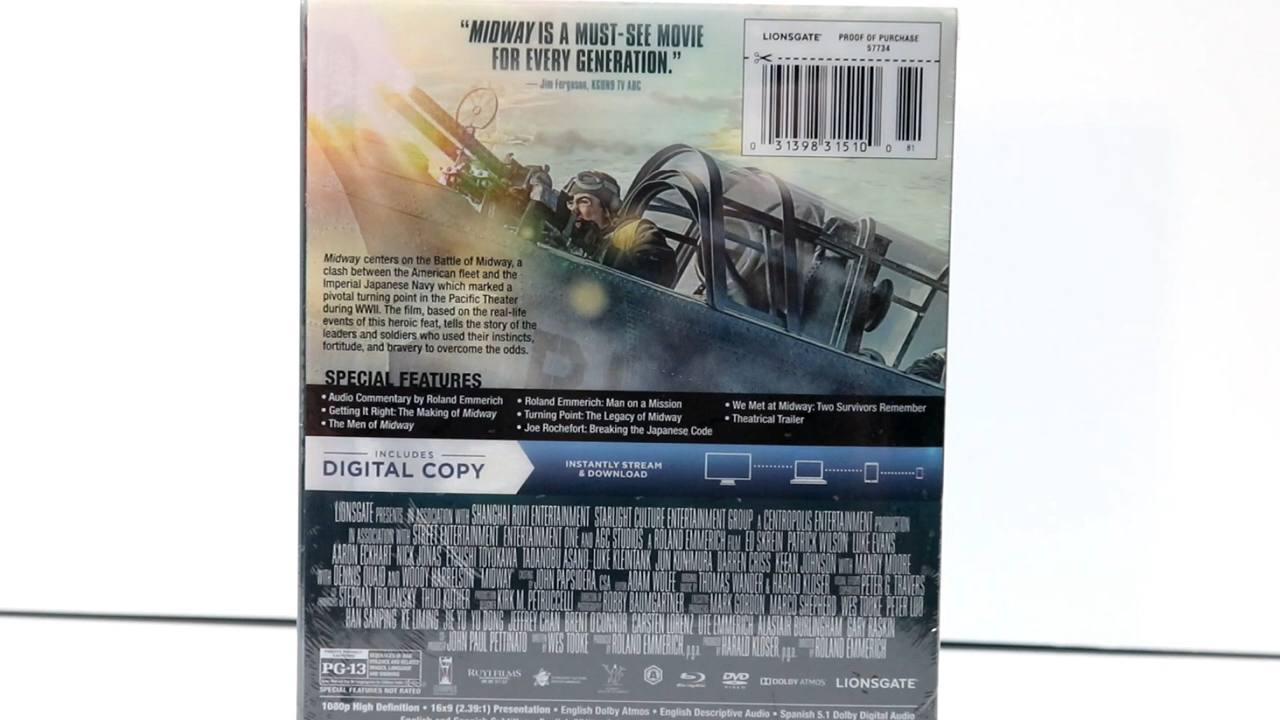 “MIDWAY IS A MUST-SEE MOVIE
FOR EVERY GENERATION.”
— Jim Ferguson, KGUN9 TV ABC
LIONSGATE
PROOF OF PURCHASE
57734
0 31398 31510 0 81
Midway centers on the Battle of Midway, a
clash between the American fleet and the
Imperial Japanese Navy which marked a
pivotal turning point in the Pacific Theater
during WWII. The film, based on the real-life
events of this heroic feat, tells the story of the
leaders and soldiers who used their instincts,
fortitude, and bravery to overcome the odds.
SPECIAL FEATURES
• Audio Commentary by Roland Emmerich
• Getting It Right: The Making of Midway
• The Men of Midway
• Roland Emmerich: Man on a Mission
• Turning Point: The Legacy of Midway
• Joe Rochefort: Breaking the Japanese Code
• We Met at Midway: Two Survivors Remember
• Theatrical Trailer
INCLUDES
DIGITAL COPY
INSTANTLY STREAM
& DOWNLOAD
LIONSGATE PRESENTS IN ASSOCIATION WITH SHANGHAI RUYI ENTERTAINMENT STARLIGHT CULTURE ENTERTAINMENT GROUP A CENTROPOLIS ENTERTAINMENT PRODUCTION
IN ASSOCIATION WITH STREET ENTERTAINMENT ENTERTAINMENT ONE AND AGC STUDIOS A ROLAND EMMERICH FILM ED SKREIN PATRICK WILSON LUKE EVANS
AARON ECKHART NICK JONAS ETSUSHI TOYOKAWA TADANOBU ASANO LUKE KLEINTANK JUN KUNIMURA DARREN CRISS KEEAN JOHNSON WITH MANDY MOORE
WITH DENNIS QUAID AND WOODY HARRELSON "MIDWAY" JOHN PAPSIDERA, CSA ADAM WOLFE THOMAS WANDER & HARALD KLOSER PETER G. TRAVERS
STEPHAN TROJANSKY THILO KUTHER KIRK M. PETRUCCELLI ROBBY BAUMGARTNER MARK GORDON MARCO SHEPHERD WES TOOKE PETER LUO
HAN SANPING KE LIMING JIE YU YU DONG JEFFREY CHAN BRENT O'CONNOR CARSTEN LORENZ UTE EMMERICH ALASTAIR BURLINGHAM GARY RASKIN
JOHN PAUL PETTINATO WES TOOKE ROLAND EMMERICH, p.g.a. HARALD KLOSER, p.g.a. ROLAND EMMERICH
PG-13
SPECIAL FEATURES NOT RATED
RUYI FILMS
Blu-ray
DVD
VIDEO
DOLBY ATMOS
LIONSGATE
1080p High Definition • 16x9 (2.39:1) Presentation • English Dolby Atmos • English Descriptive Audio • Spanish 5.1 Dolby Digital Audio